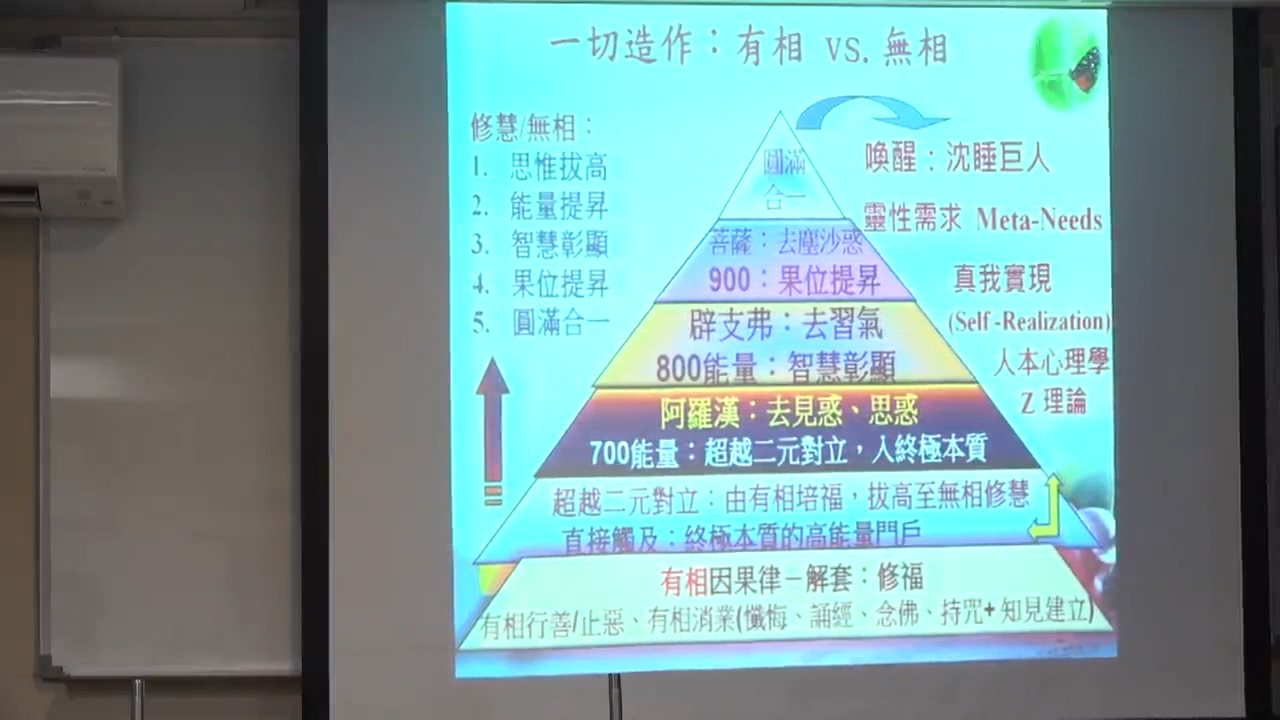 一切造作：有相 vs. 無相
修慧/無相：
1. 思惟拔高
2. 能量提昇
3. 智慧彰顯
4. 果位提昇
5. 圓滿合一
圓滿
合一
菩薩：去塵沙惑
900：果位提昇
辟支弗：去習氣
800能量：智慧彰顯
阿羅漢：去見惑、思惑
700能量：超越二元對立，入終極本質
超越二元對立：由有相培福，拔高至無相修慧
直接觸及：終極本質的高能量門戶
有相因果律－解套：修福
有相行善/止惡、有相消業(懺悔、誦經、念佛、持咒+ 知見建立)
喚醒：沈睡巨人
靈性需求 Meta-Needs
真我實現
(Self -Realization)
人本心理學
Z 理論